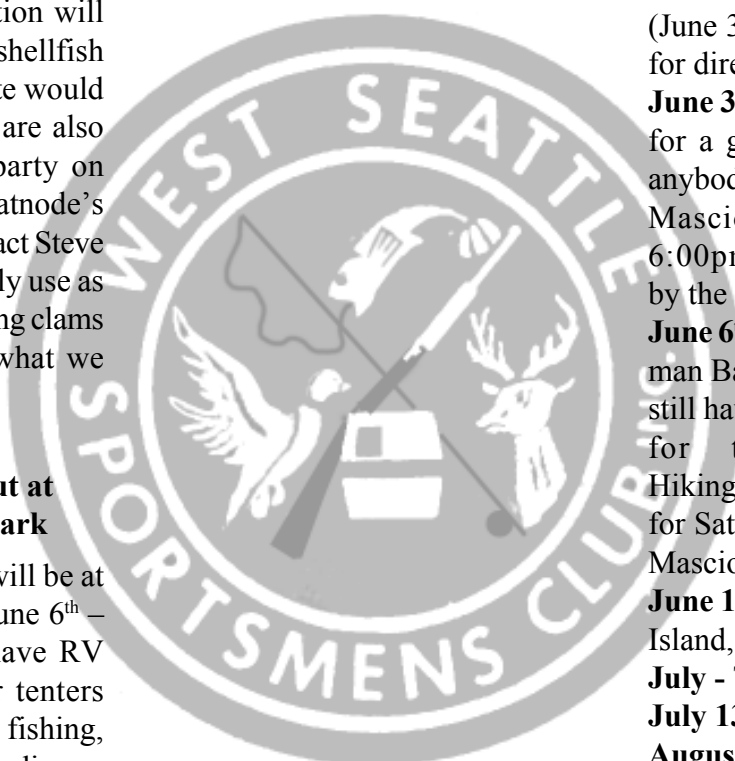 tion will
shellfish
te would
are also
party on
atnode's
act Steve
ly use as
ng clams
what we
ut at
ark
will be at
une 6th –
ave RV
r tenters
fishing,
WEST SEATTLE
SPORTSMENS CLUB INC.
(June 3
for dire
June 3
for a g
anybod
Mascio
6:00pm
by the
June 6
man Ba
still hav
for t
Hiking
for Sat
Mascio
June 1
Island,
July - 
July 13
August